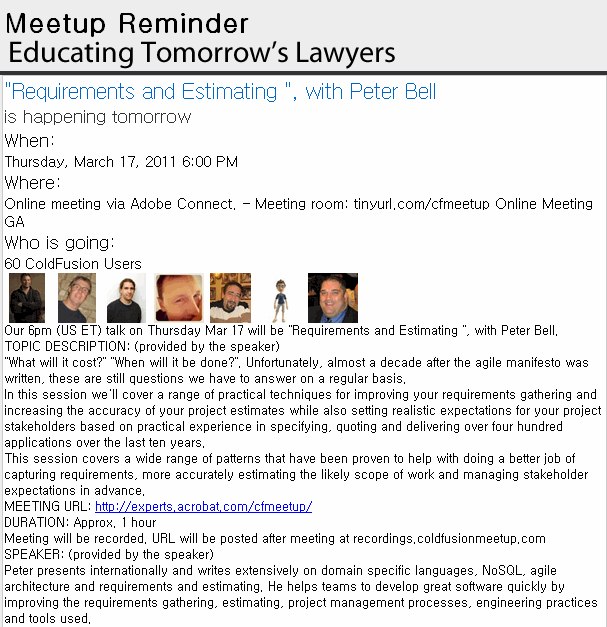 Meetup Reminder
Educating Tomorrow's Lawyers
"Requirements and Estimating ", with Peter Bell
is happening tomorrow
When:
Thursday, March 17, 2011 6:00 PM
Where:
Online meeting via Adobe Connect. - Meeting room: tinyurl.com/cfmeetup Online Meeting
GA
Who is going:
60 ColdFusion Users
Our 6pm (US ET) talk on Thursday Mar 17 will be "Requirements and Estimating ", with Peter Bell.
TOPIC DESCRIPTION: (provided by the speaker)
"What will it cost?" "When will it be done?". Unfortunately, almost a decade after the agile manifesto was
written, these are still questions we have to answer on a regular basis.
In this session we'll cover a range of practical techniques for improving your requirements gathering and
increasing the accuracy of your project estimates while also setting realistic expectations for your project
stakeholders based on practical experience in specifying, quoting and delivering over four hundred
applications over the last ten years.
This session covers a wide range of patterns that have been proven to help with doing a better job of
capturing requirements, more accurately estimating the likely scope of work and managing stakeholder
expectations in advance.
MEETING URL: http://experts.acrobat.com/cfmeetup/
DURATION: Approx. 1 hour
Meeting will be recorded. URL will be posted after meeting at recordings.coldfusionmeetup.com
SPEAKER: (provided by the speaker)
Peter presents internationally and writes extensively on domain specific languages, NoSQL, agile
architecture and requirements and estimating. He helps teams to develop great software quickly by
improving the requirements gathering, estimating, project management processes, engineering practices
and tools used.